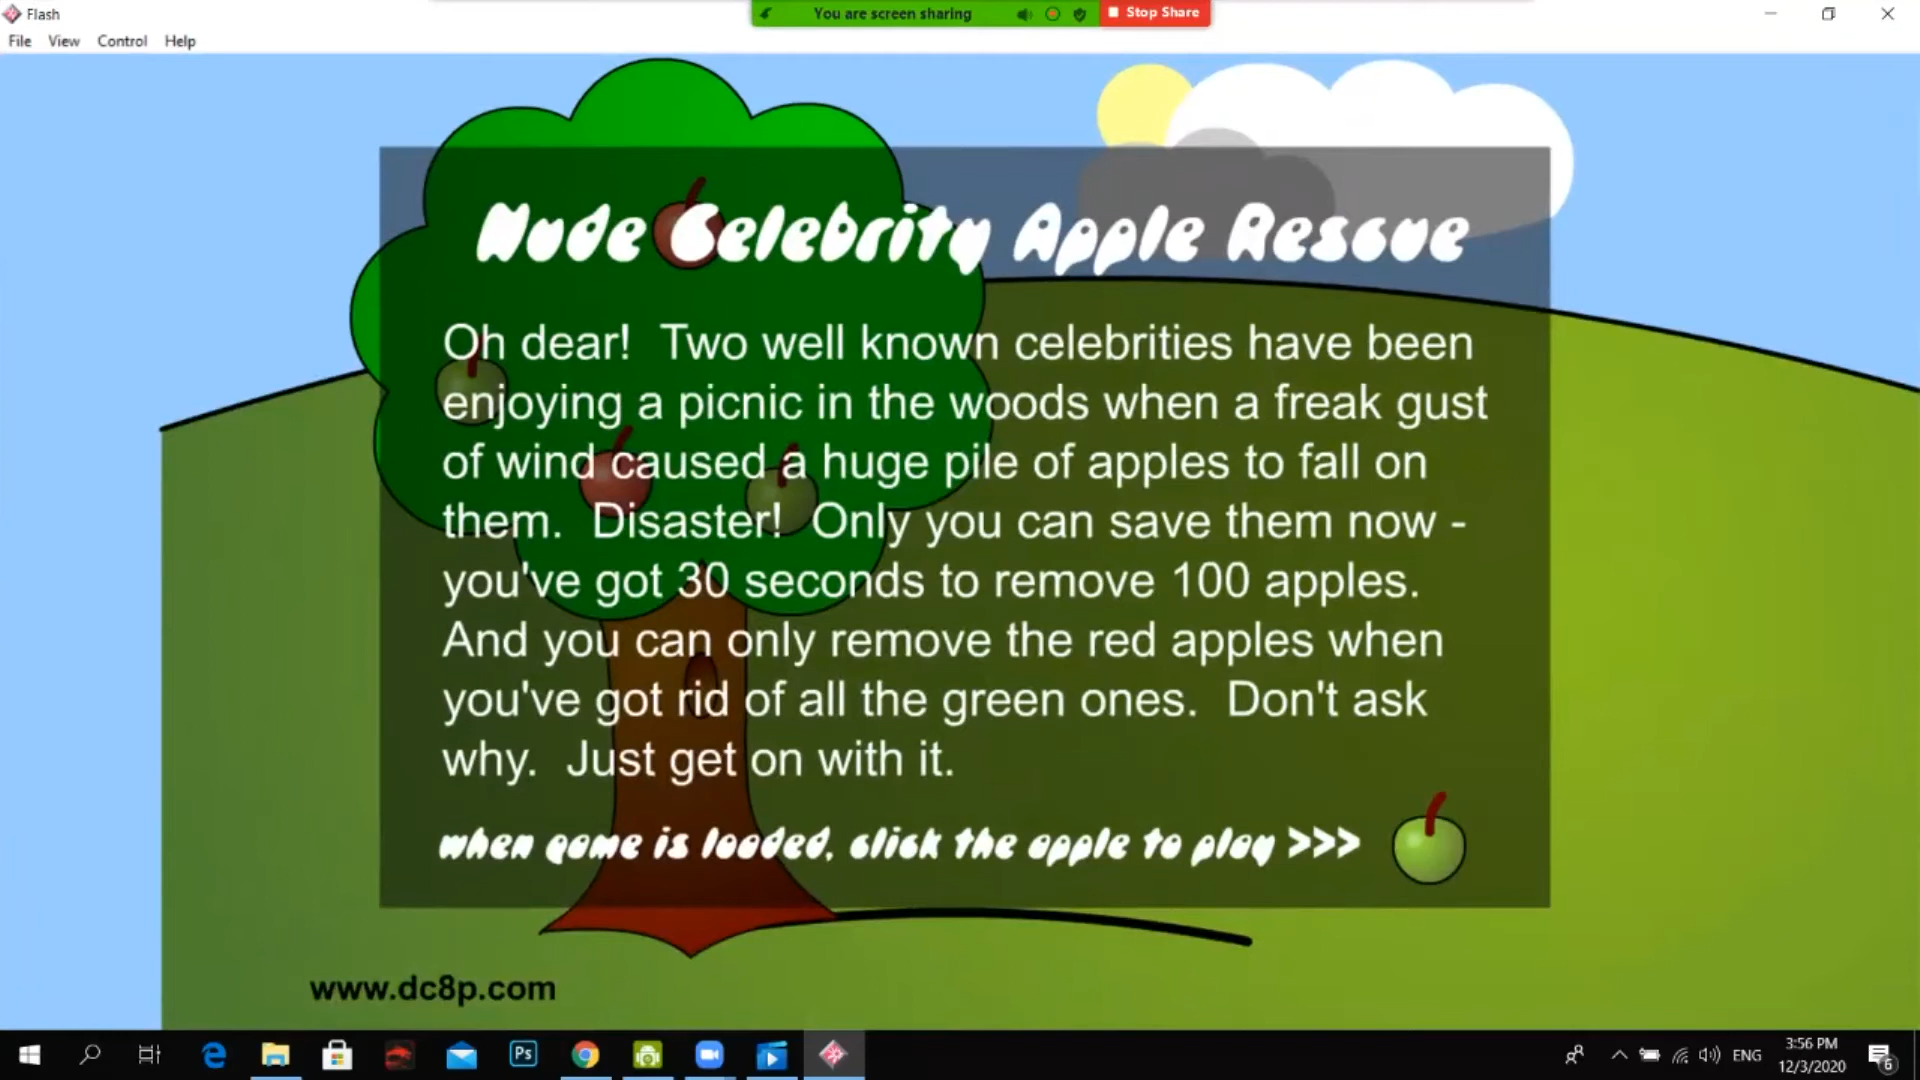 Flash
You are screen sharing
Stop Share
File View Control Help
Nude Celebrity Apple Rescue
Oh dear! Two well known celebrities have been
enjoying a picnic in the woods when a freak gust
of wind caused a huge pile of apples to fall on
them. Disaster! Only you can save them now -
you've got 30 seconds to remove 100 apples.
And you can only remove the red apples when
you've got rid of all the green ones. Don't ask
why. Just get on with it.
when game is loaded, click the apple to play >>>
www.dc8p.com
Ps
ENG
3:56 PM
12/3/2020
6